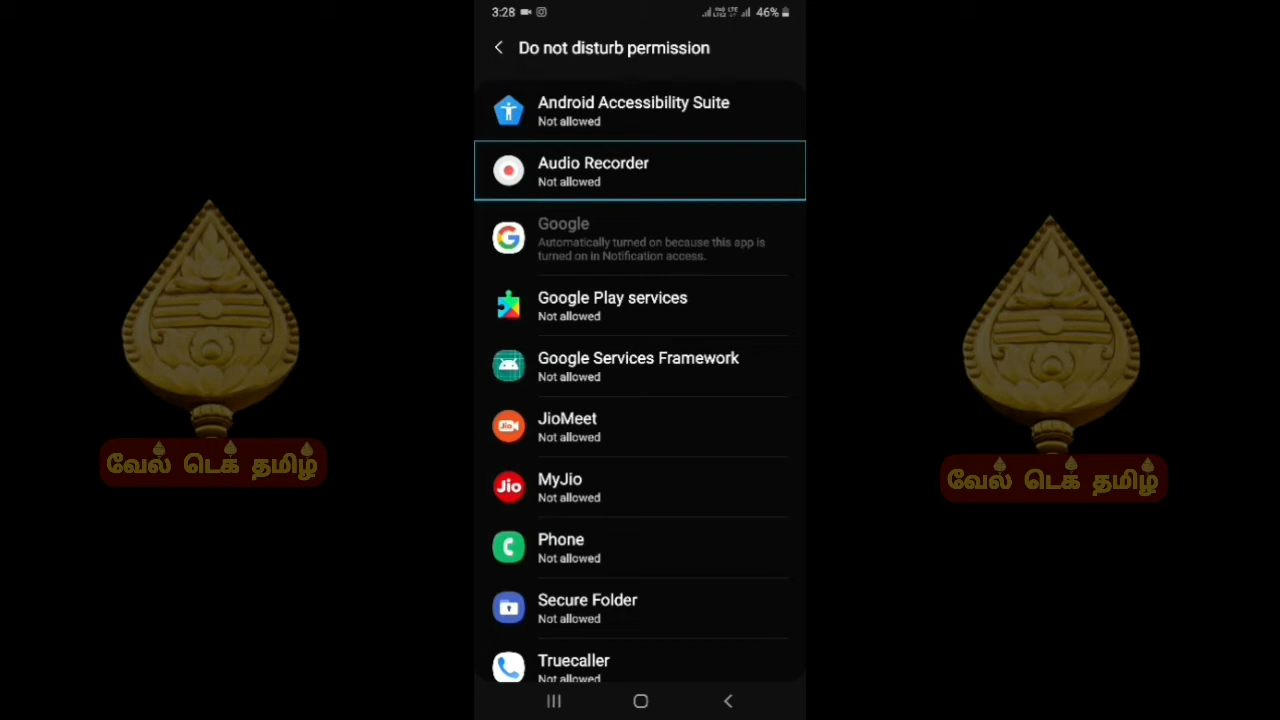 3:28
46%
Do not disturb permission
Android Accessibility Suite
Not allowed
Audio Recorder
Not allowed
Google
Automatically turned on because this app is
turned on in Notification access.
Google Play services
Not allowed
Google Services Framework
Not allowed
JioMeet
Not allowed
Jio
MyJio
Not allowed
Phone
Not allowed
Secure Folder
Not allowed
Truecaller
Not allowed
வேல் டெக் தமிழ்
வேல் டெக் தமிழ்